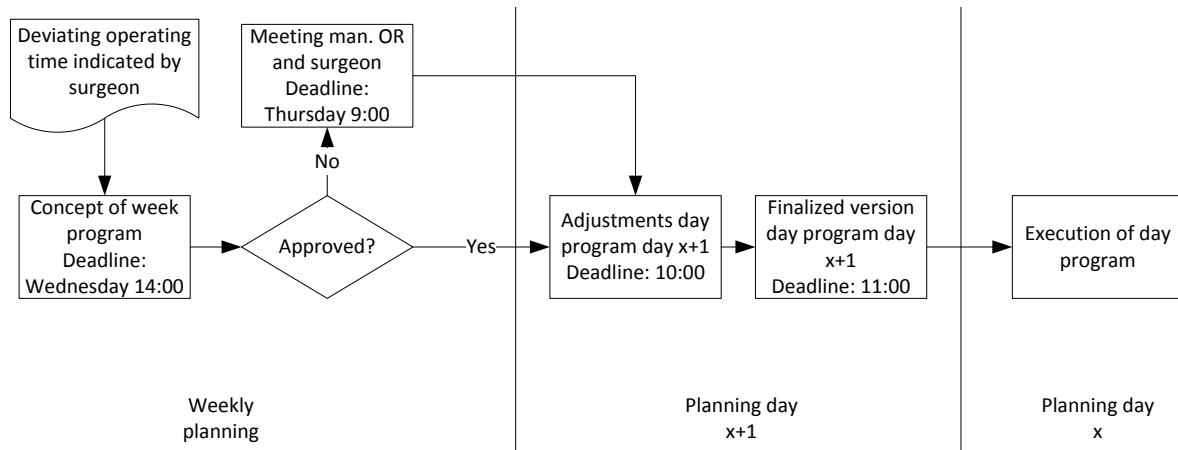 Deviating operating
time indicated by
surgeon
Meeting man. OR
and surgeon
Deadline:
Thursday 9:00
No
Concept of week
program
Deadline:
Wednesday 14:00
Approved?
Yes
Adjustments day
program day x+1
Deadline: 10:00
Finalized version
day program day
x+1
Deadline: 11:00
Execution of day
program
Weekly
planning
Planning day
x+1
Planning day
x